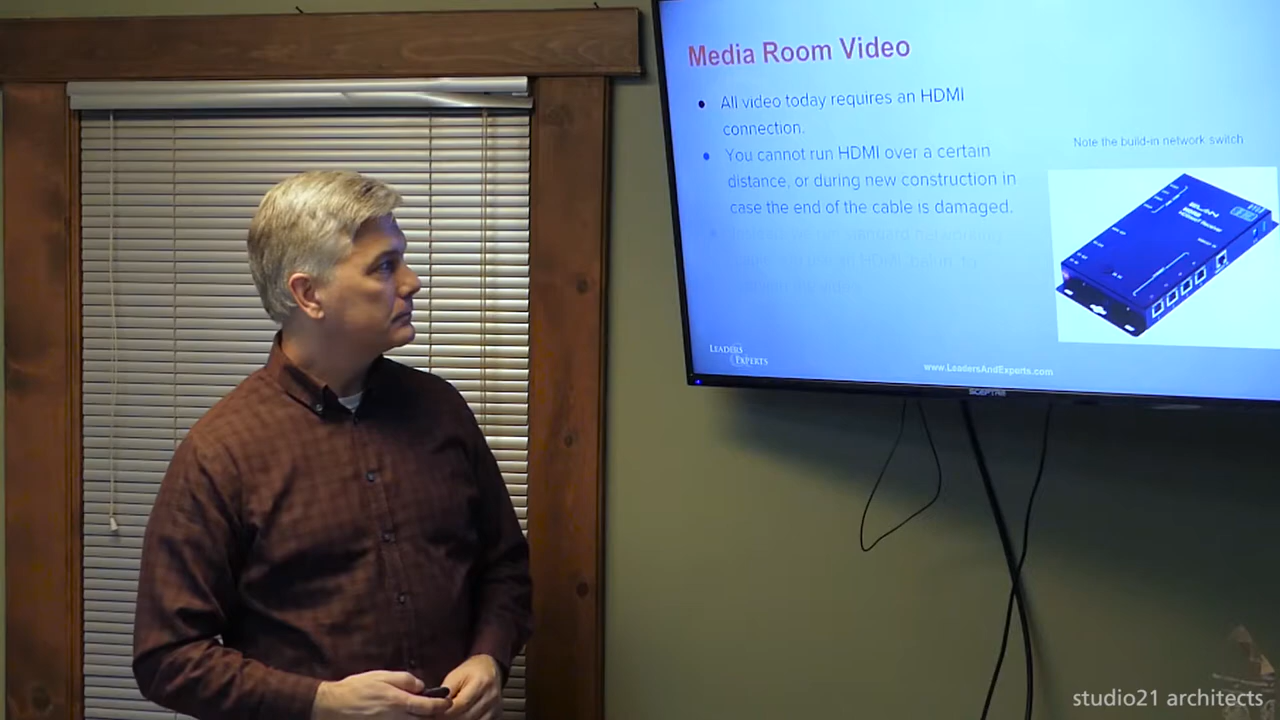 Media Room Video
• All video today requires an HDMI
connection.
• You cannot run HDMI over a certain
distance, or during new construction in
case the end of the cable is damaged.
Note the build-in network switch
LEADERS
EXPERTS
www.LeadersAndExperts.com
SCEPTRE
studio21 architects